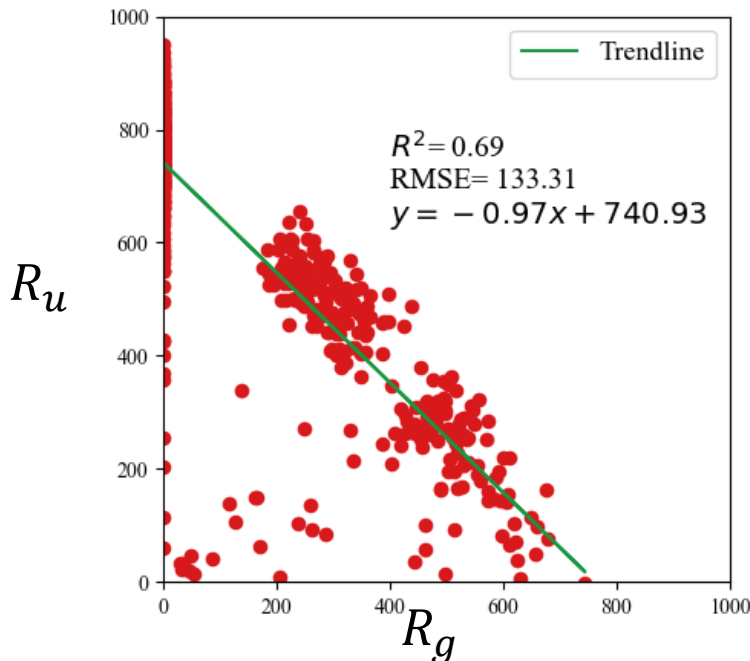 1000
800
600
400
200
0
R_u
Trendline
R² = 0.69
RMSE= 133.31
y = −0.97x + 740.93
0 200 400 600 800 1000
R_g